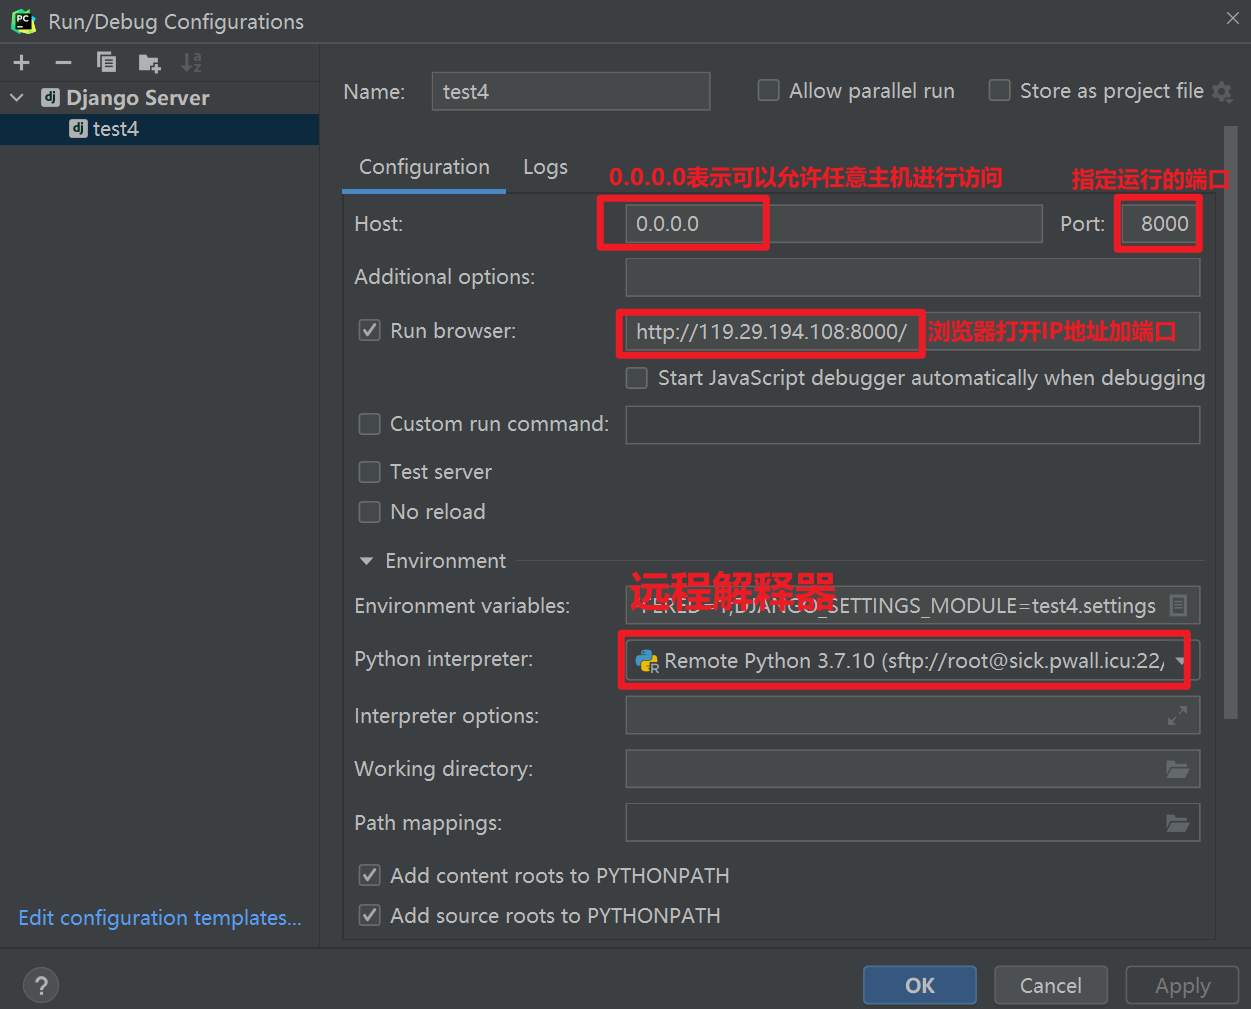 Run/Debug Configurations
Django Server
test4
Name: test4 Allow parallel run Store as project file
Configuration Logs
0.0.0.0表示可以允许任意主机进行访问 指定运行的端口
Host: 0.0.0.0 Port: 8000
Additional options:
Run browser: http://119.29.194.108:8000/ 浏览器打开IP地址加端口
Start JavaScript debugger automatically when debugging
Custom run command:
Test server
No reload
Environment
远程解释器
Environment variables: _SETTINGS_MODULE=test4.settings
Python interpreter: Remote Python 3.7.10 (sftp://root@sick.pwall.icu:22/
Interpreter options:
Working directory:
Path mappings:
Add content roots to PYTHONPATH
Add source roots to PYTHONPATH
Edit configuration templates...
? OK Cancel Apply